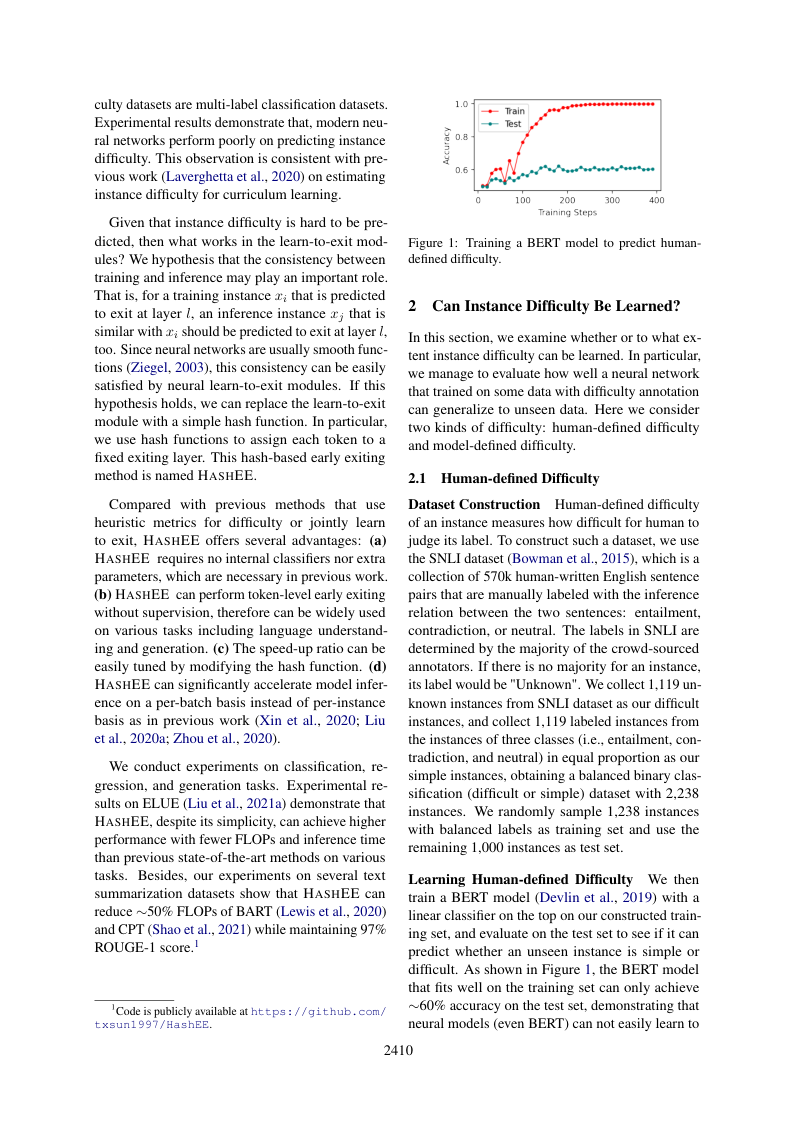 culty datasets are multi-label classification datasets.
Experimental results demonstrate that, modern neu-
ral networks perform poorly on predicting instance
difficulty. This observation is consistent with pre-
vious work (Laverghetta et al., 2020) on estimating
instance difficulty for curriculum learning.
Given that instance difficulty is hard to be pre-
dicted, then what works in the learn-to-exit mod-
ules? We hypothesis that the consistency between
training and inference may play an important role.
That is, for a training instance xi that is predicted
to exit at layer l, an inference instance xj that is
similar with xi should be predicted to exit at layer l,
too. Since neural networks are usually smooth func-
tions (Ziegel, 2003), this consistency can be easily
satisfied by neural learn-to-exit modules. If this
hypothesis holds, we can replace the learn-to-exit
module with a simple hash function. In particular,
we use hash functions to assign each token to a
fixed exiting layer. This hash-based early exiting
method is named HASHEE.
Compared with previous methods that use
heuristic metrics for difficulty or jointly learn
to exit, HASHEE offers several advantages: (a)
HASHEE requires no internal classifiers nor extra
parameters, which are necessary in previous work.
(b) HASHEE can perform token-level early exiting
without supervision, therefore can be widely used
on various tasks including language understand-
ing and generation. (c) The speed-up ratio can be
easily tuned by modifying the hash function. (d)
HASHEE can significantly accelerate model infer-
ence on a per-batch basis instead of per-instance
basis as in previous work (Xin et al., 2020; Liu
et al., 2020a; Zhou et al., 2020).
We conduct experiments on classification, re-
gression, and generation tasks. Experimental re-
sults on ELUE (Liu et al., 2021a) demonstrate that
HASHEE, despite its simplicity, can achieve higher
performance with fewer FLOPs and inference time
than previous state-of-the-art methods on various
tasks. Besides, our experiments on several text
summarization datasets show that HASHEE can
reduce ∼50% FLOPs of BART (Lewis et al., 2020)
and CPT (Shao et al., 2021) while maintaining 97%
ROUGE-1 score.1
1Code is publicly available at https://github.com/
txsun1997/HashEE.
1.0
0.8
0.6
Accuracy
Train
Test
0 100 200 300 400
Training Steps
Figure 1: Training a BERT model to predict human-
defined difficulty.
2 Can Instance Difficulty Be Learned?
In this section, we examine whether or to what ex-
tent instance difficulty can be learned. In particular,
we manage to evaluate how well a neural network
that trained on some data with difficulty annotation
can generalize to unseen data. Here we consider
two kinds of difficulty: human-defined difficulty
and model-defined difficulty.
2.1 Human-defined Difficulty
Dataset Construction Human-defined difficulty
of an instance measures how difficult for human to
judge its label. To construct such a dataset, we use
the SNLI dataset (Bowman et al., 2015), which is a
collection of 570k human-written English sentence
pairs that are manually labeled with the inference
relation between the two sentences: entailment,
contradiction, or neutral. The labels in SNLI are
determined by the majority of the crowd-sourced
annotators. If there is no majority for an instance,
its label would be "Unknown". We collect 1,119 un-
known instances from SNLI dataset as our difficult
instances, and collect 1,119 labeled instances from
the instances of three classes (i.e., entailment, con-
tradiction, and neutral) in equal proportion as our
simple instances, obtaining a balanced binary clas-
sification (difficult or simple) dataset with 2,238
instances. We randomly sample 1,238 instances
with balanced labels as training set and use the
remaining 1,000 instances as test set.
Learning Human-defined Difficulty We then
train a BERT model (Devlin et al., 2019) with a
linear classifier on the top on our constructed train-
ing set, and evaluate on the test set to see if it can
predict whether an unseen instance is simple or
difficult. As shown in Figure 1, the BERT model
that fits well on the training set can only achieve
∼60% accuracy on the test set, demonstrating that
neural models (even BERT) can not easily learn to
2410